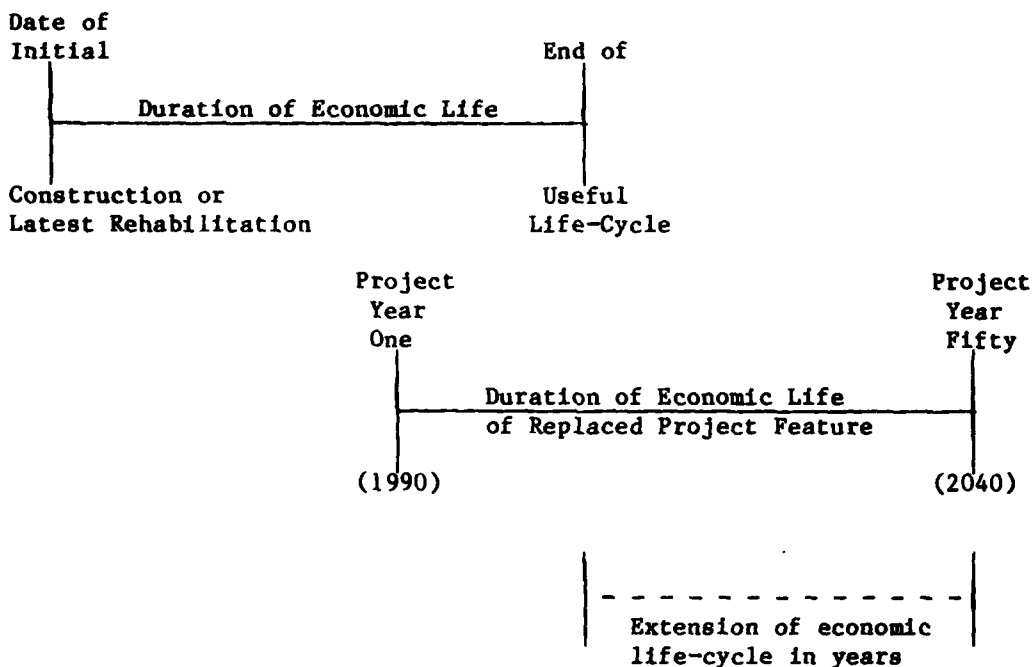 Date of
Initial End of
Duration of Economic Life
Construction or Useful
Latest Rehabilitation Life-Cycle
Project Project
Year Year
One Fifty
Duration of Economic Life
of Replaced Project Feature
(1990) (2040)
Extension of economic
life-cycle in years